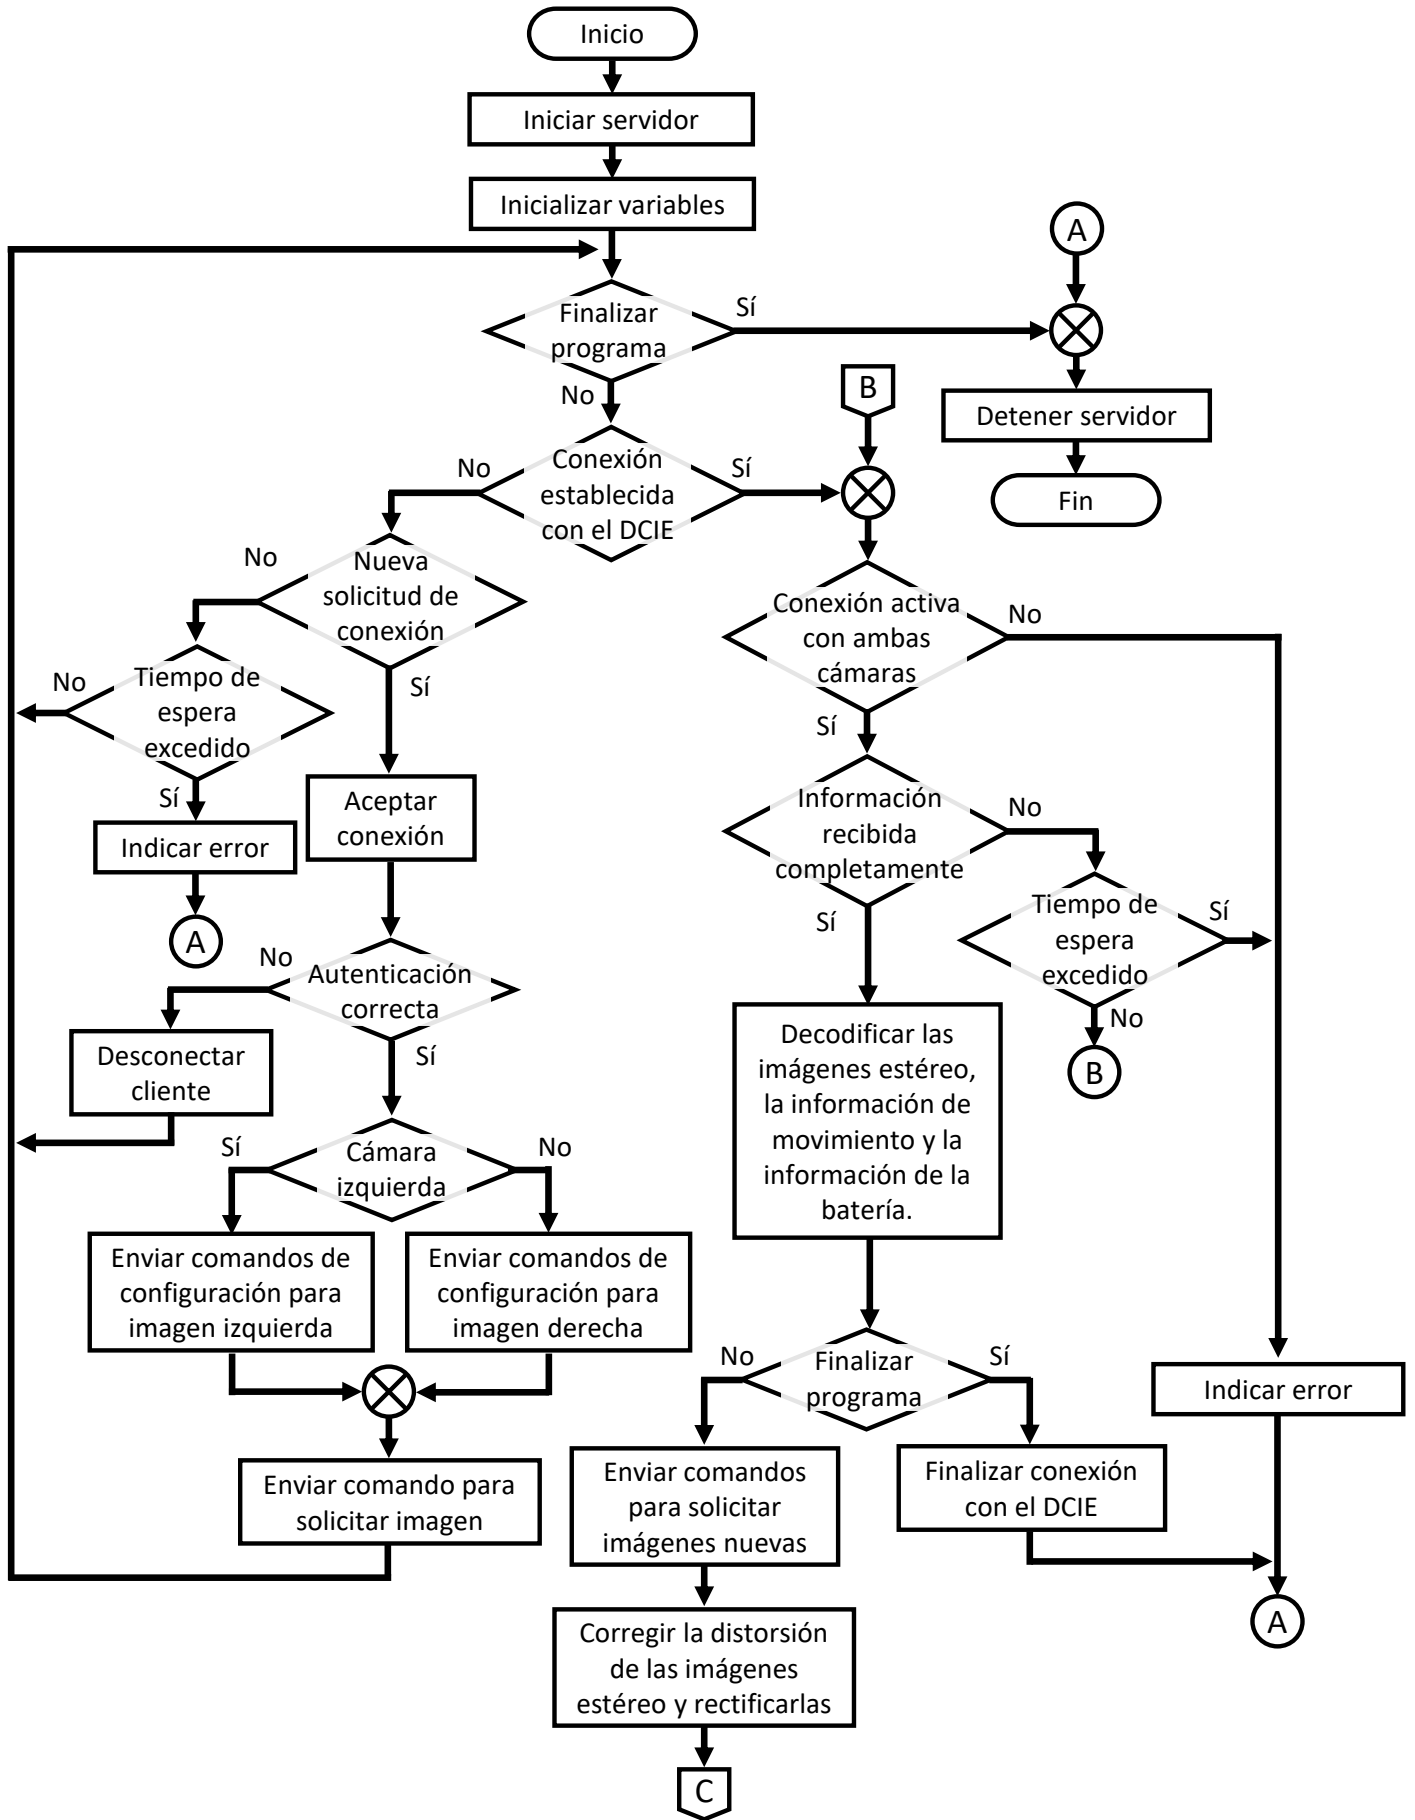 Inicio
Iniciar servidor
Inicializar variables
A
Finalizar
programa
Sí
No
B
Detener servidor
Fin
Conexión
establecida
con el DCIE
No
Sí
Nueva
solicitud de
conexión
No
Sí
Conexión activa
con ambas
cámaras
No
Sí
Tiempo de
espera
excedido
No
Sí
Indicar error
A
Aceptar
conexión
Información
recibida
completamente
No
Sí
Tiempo de
espera
excedido
Sí
No
B
Autenticación
correcta
No
Sí
Desconectar
cliente
Decodificar las
imágenes estéreo,
la información de
movimiento y la
información de la
batería.
Cámara
izquierda
Sí
No
Enviar comandos de
configuración para
imagen izquierda
Enviar comandos de
configuración para
imagen derecha
Enviar comando para
solicitar imagen
Finalizar
programa
No
Sí
Indicar error
Enviar comandos
para solicitar
imágenes nuevas
Finalizar conexión
con el DCIE
A
Corregir la distorsión
de las imágenes
estéreo y rectificarlas
C